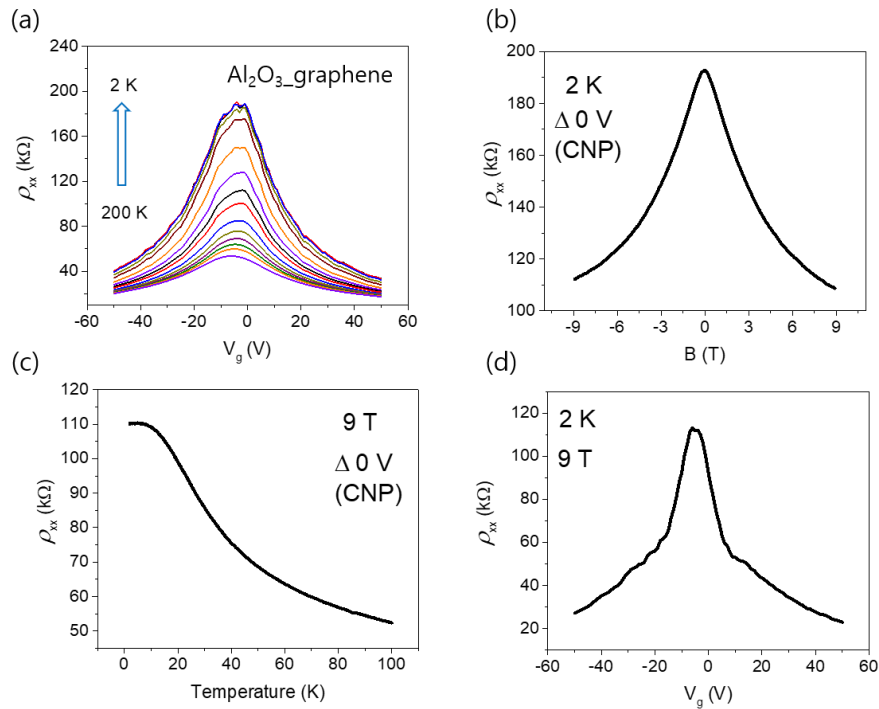 (a)
240
200
160
120
80
40
ρxx (kΩ)
2 K
200 K
Al₂O₃_graphene
-60 -40 -20 0 20 40 60
Vg (V)
(b)
200
180
160
140
120
100
ρxx (kΩ)
2 K
Δ 0 V
(CNP)
-9 -6 -3 0 3 6 9
B (T)
(c)
120
110
100
90
80
70
60
50
ρxx (kΩ)
9 T
Δ 0 V
(CNP)
0 20 40 60 80 100
Temperature (K)
(d)
120
100
80
60
40
20
ρxx (kΩ)
2 K
9 T
-60 -40 -20 0 20 40 60
Vg (V)